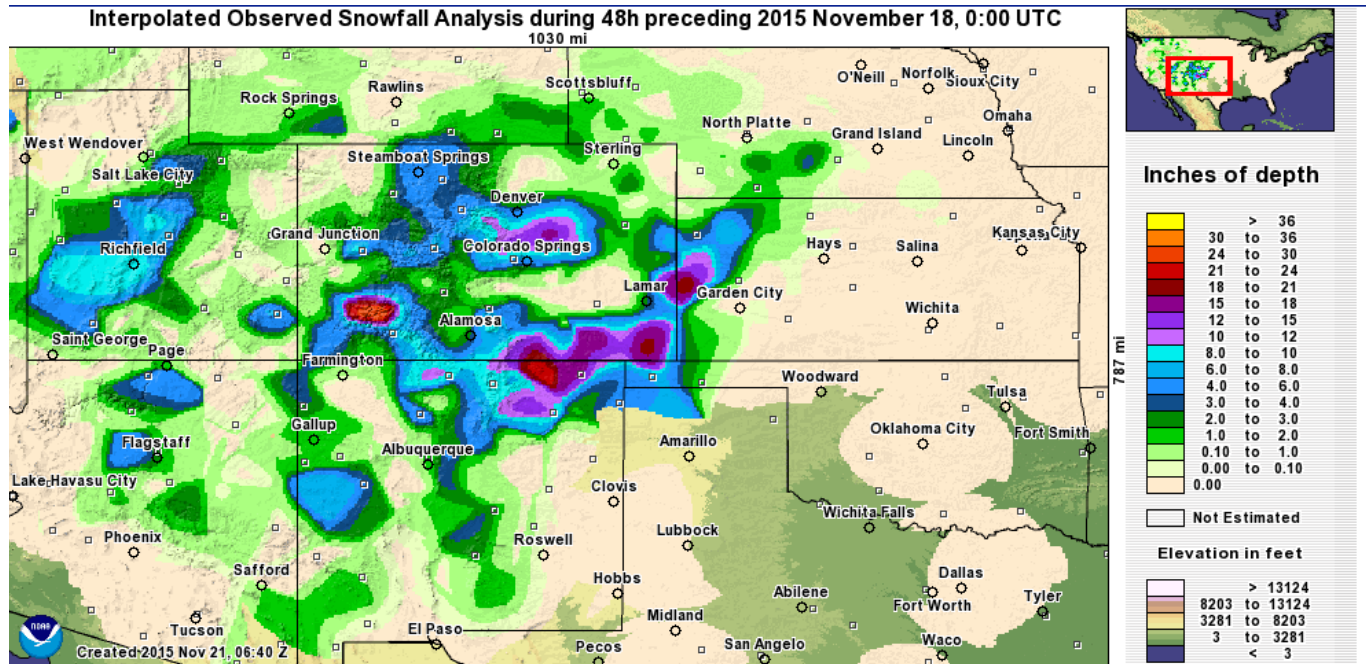 Interpolated Observed Snowfall Analysis during 48h preceding 2015 November 18, 0:00 UTC
1030 mi
O'Neill
Norfolk
Sioux City
Rawlins
Scottsbluff
Rock Springs
North Platte
Omaha
Grand Island
Lincoln
West Wendover
Steamboat Springs
Sterling
Salt Lake City
Denver
Grand Junction
Richfield
Colorado Springs
Hays
Salina
Kansas City
Lamar
Garden City
Wichita
Alamosa
Saint George
Page
Farmington
787 mi
Woodward
Tulsa
Gallup
Flagstaff
Albuquerque
Amarillo
Oklahoma City
Fort Smith
Lake Havasu City
Clovis
Wichita Falls
Phoenix
Roswell
Lubbock
Safford
Hobbs
Dallas
Abilene
Fort Worth
Tyler
Tucson
El Paso
Midland
Waco
Pecos
San Angelo
NOAA
Created 2015 Nov 21, 06:40 Z
Inches of depth
> 36
30 to 36
24 to 30
21 to 24
18 to 21
15 to 18
12 to 15
10 to 12
8.0 to 10
6.0 to 8.0
4.0 to 6.0
3.0 to 4.0
2.0 to 3.0
1.0 to 2.0
0.10 to 1.0
0.00 to 0.10
0.00
Not Estimated
Elevation in feet
> 13124
8203 to 13124
3281 to 8203
3 to 3281
< 3